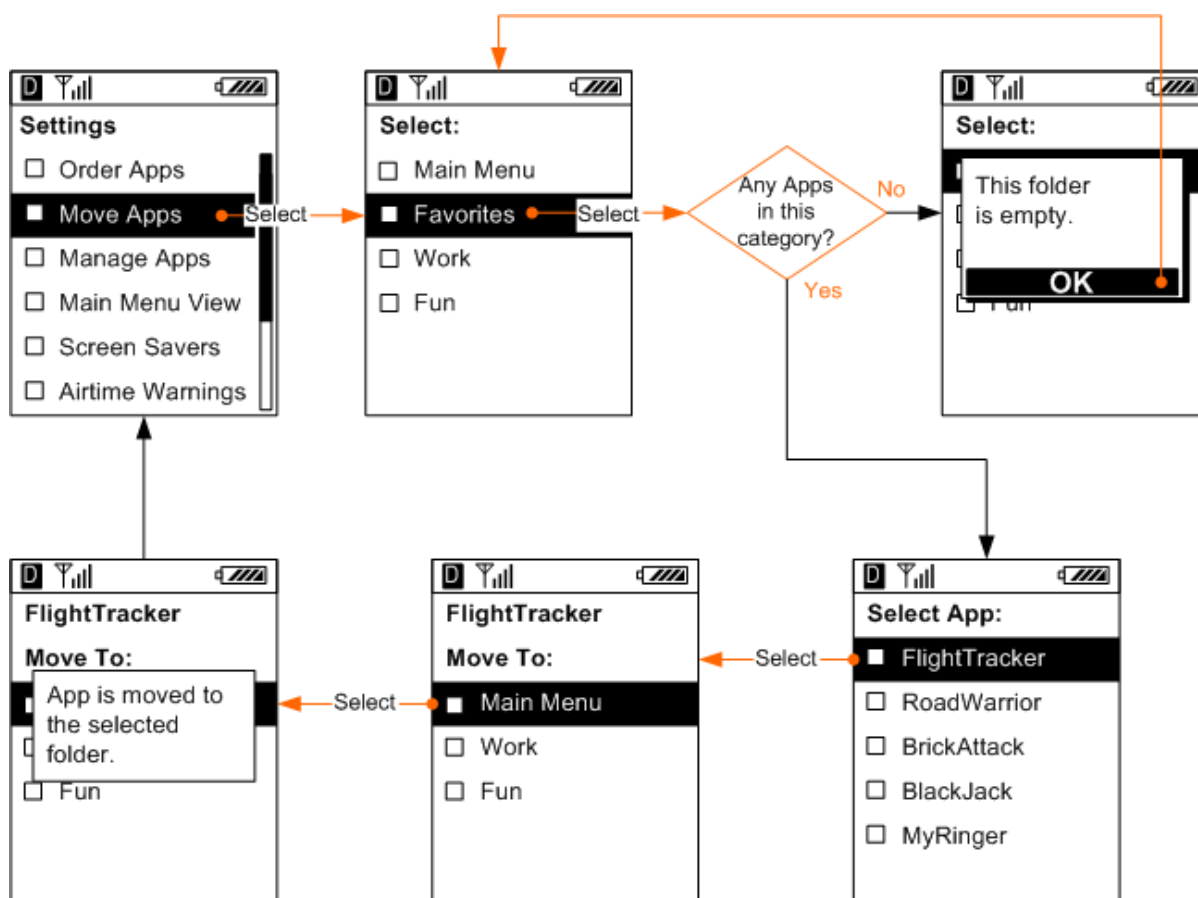 D
Settings
Order Apps
Move Apps
Manage Apps
Main Menu View
Screen Savers
Airtime Warnings
Select
D
Select:
Main Menu
Favorites
Work
Fun
Select
Any Apps
in this
category?
No
Yes
D
Select:
This folder
is empty.
OK
Fun
D
FlightTracker
Move To:
App is moved to
the selected
folder.
Fun
Select
D
FlightTracker
Move To:
Main Menu
Work
Fun
Select
D
Select App:
FlightTracker
RoadWarrior
BrickAttack
BlackJack
MyRinger